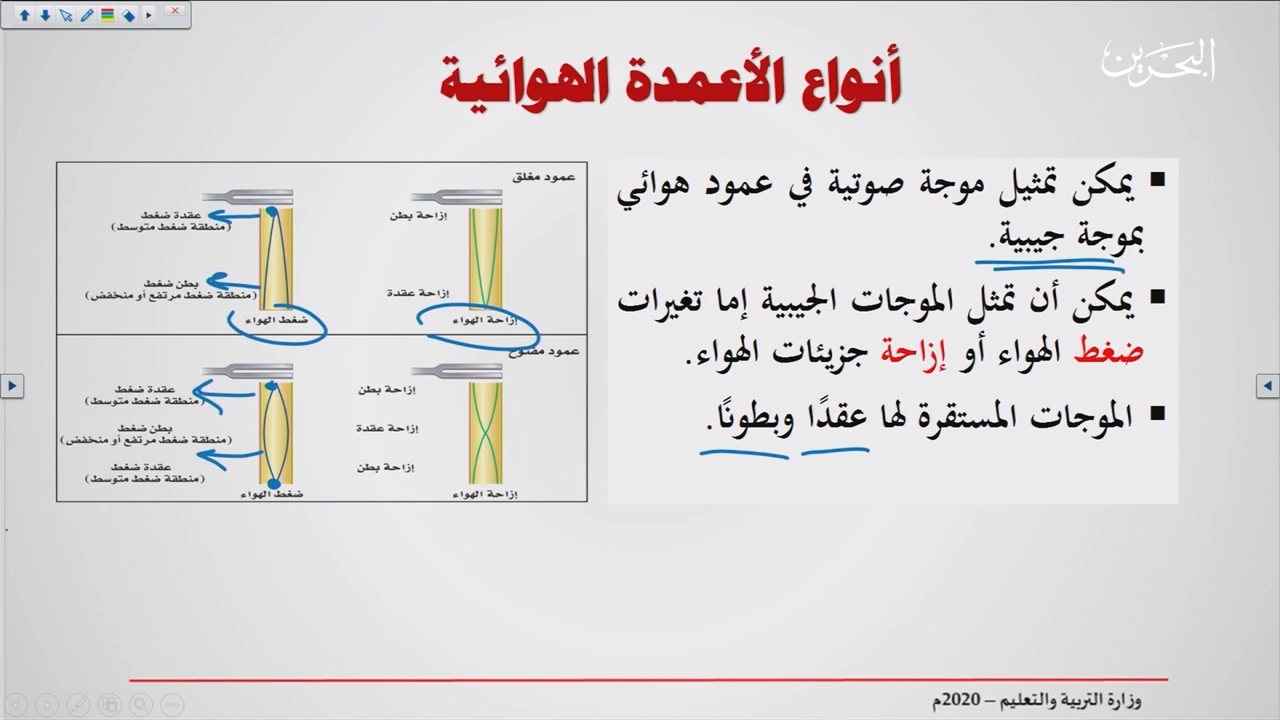 البحرين
أنواع الأعمدة الهوائية
▪ يمكن تمثيل موجة صوتية في عمود هوائي
بموجة جيبية.
▪ يمكن أن تمثل الموجات الجيبية إما تغيرات
ضغط الهواء أو إزاحة جزيئات الهواء.
▪ الموجات المستقرة لها عقدًا وبطونًا.
عمود مغلق
إزاحة بطن
إزاحة عقدة
إزاحة الهواء
عقدة ضغط
(منطقة ضغط متوسط)
بطن ضغط
(منطقة ضغط مرتفع أو منخفض)
ضغط الهواء
عمود مفتوح
إزاحة بطن
إزاحة عقدة
إزاحة بطن
إزاحة الهواء
عقدة ضغط
(منطقة ضغط متوسط)
بطن ضغط
(منطقة ضغط مرتفع أو منخفض)
عقدة ضغط
(منطقة ضغط متوسط)
ضغط الهواء
وزارة التربية والتعليم – 2020م